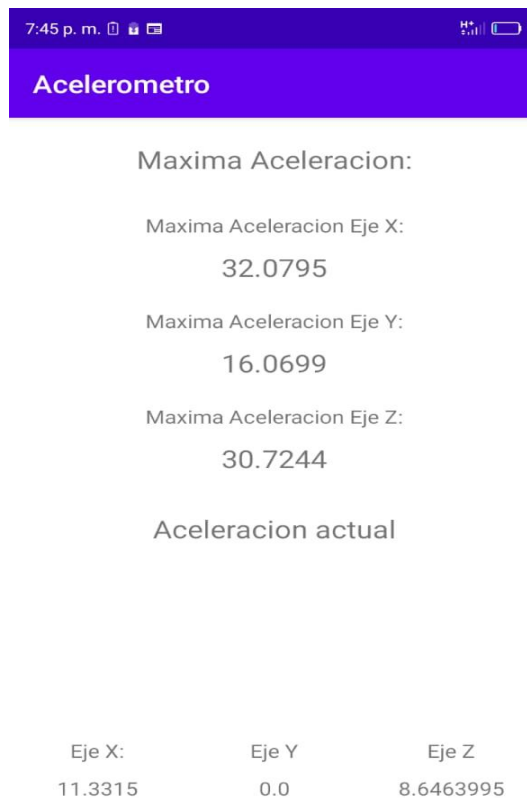 7:45 p. m.
Acelerometro
Maxima Aceleracion:
Maxima Aceleracion Eje X:
32.0795
Maxima Aceleracion Eje Y:
16.0699
Maxima Aceleracion Eje Z:
30.7244
Aceleracion actual
Eje X: Eje Y Eje Z
11.3315 0.0 8.6463995